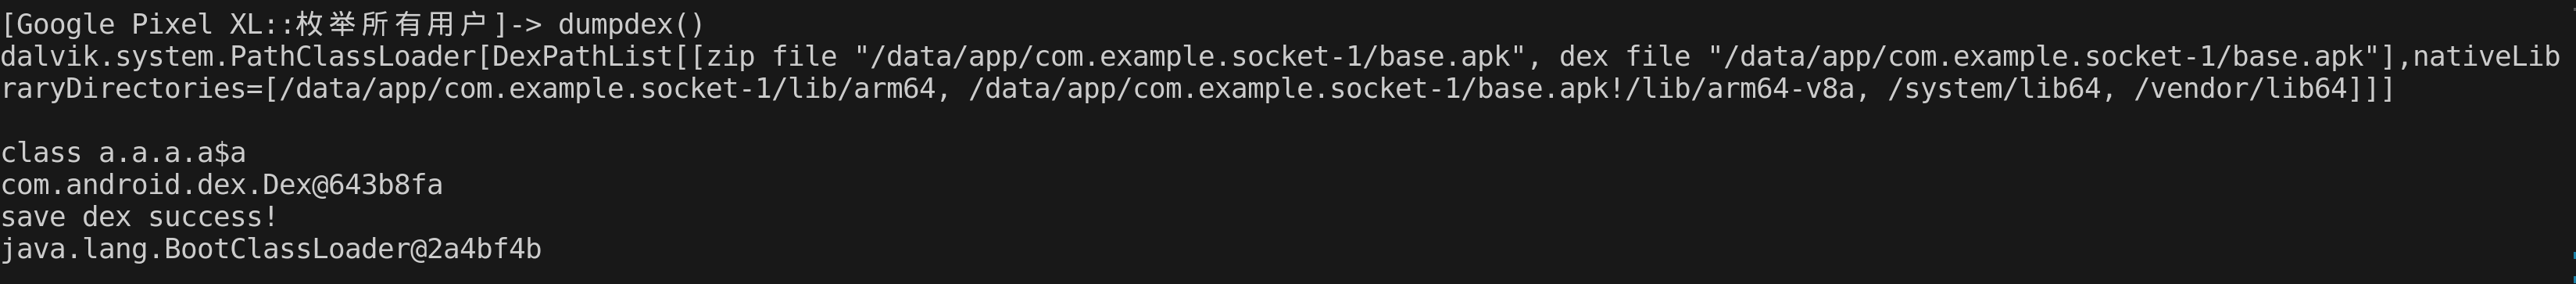 [Google Pixel XL::枚举所有用户]-> dumpdex()
dalvik.system.PathClassLoader[DexPathList[[zip file "/data/app/com.example.socket-1/base.apk", dex file "/data/app/com.example.socket-1/base.apk"],nativeLib
raryDirectories=[/data/app/com.example.socket-1/lib/arm64, /data/app/com.example.socket-1/base.apk!/lib/arm64-v8a, /system/lib64, /vendor/lib64]]]
class a.a.a.a$a
com.android.dex.Dex@643b8fa
save dex success!
java.lang.BootClassLoader@2a4bf4b